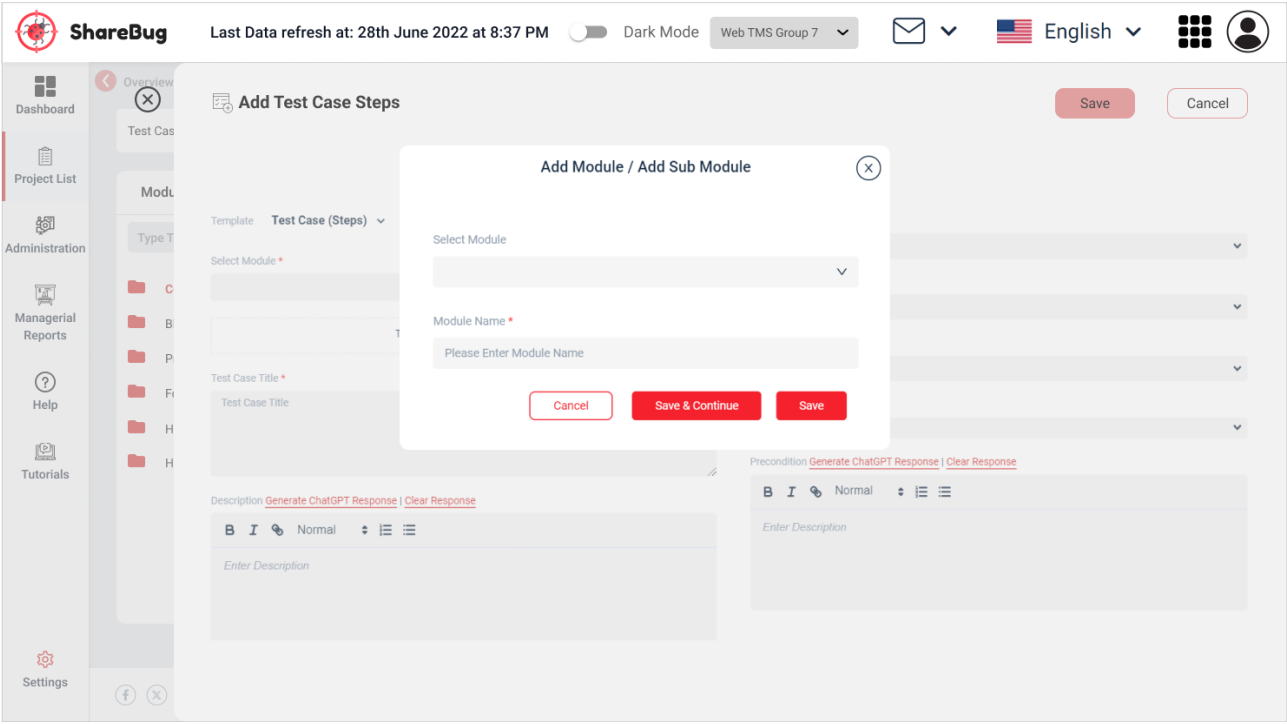 ShareBug
Last Data refresh at: 28th June 2022 at 8:37 PM
Dark Mode
Web TMS Group 7
English
Dashboard
Project List
Administration
Managerial
Reports
Help
Tutorials
Settings
Overview
Test Cas
Modu
Type T
C
B
P
Fo
H
H
Add Test Case Steps
Save
Cancel
Template Test Case (Steps)
Select Module *
T
Test Case Title *
Test Case Title
Description Generate ChatGPT Response | Clear Response
B I Normal
Enter Description
Add Module / Add Sub Module
Select Module
Module Name *
Please Enter Module Name
Cancel
Save & Continue
Save
Precondition Generate ChatGPT Response | Clear Response
B I Normal
Enter Description